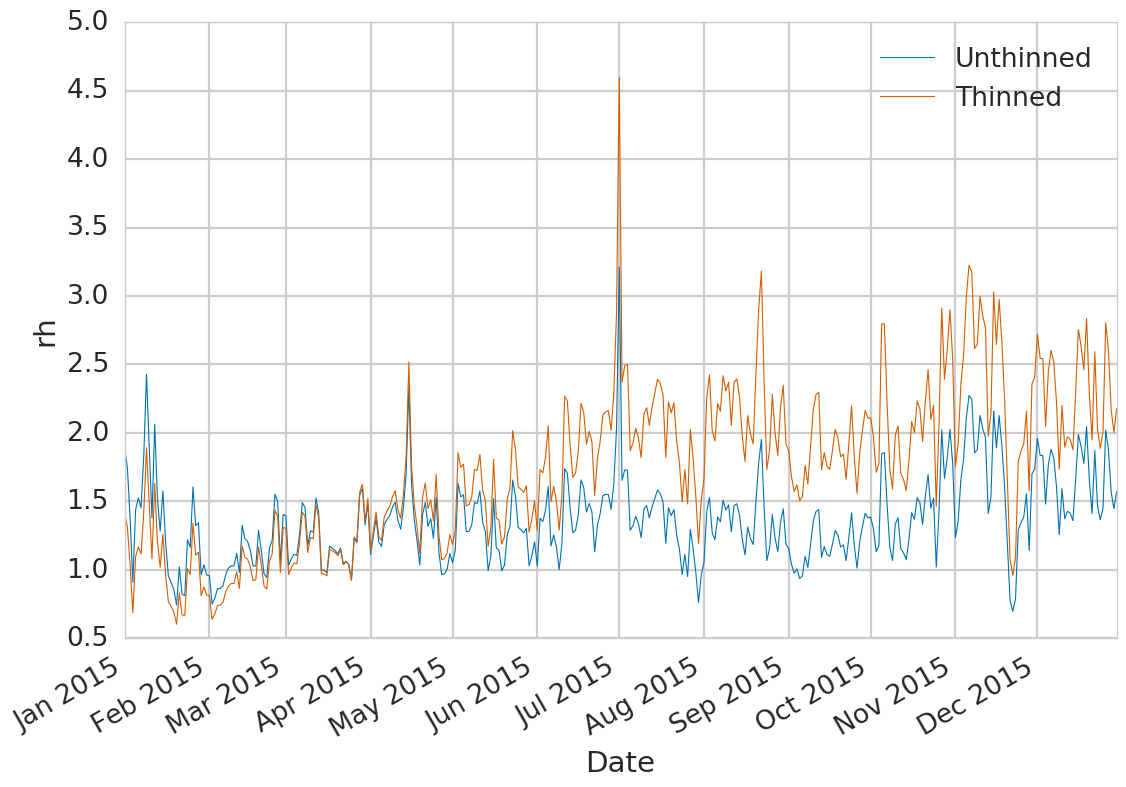 5.0
4.5
4.0
3.5
3.0
2.5
2.0
1.5
1.0
0.5
rh
Unthinned
Thinned
Jan 2015
Feb 2015
Mar 2015
Apr 2015
May 2015
Jun 2015
Jul 2015
Aug 2015
Sep 2015
Oct 2015
Nov 2015
Dec 2015
Date